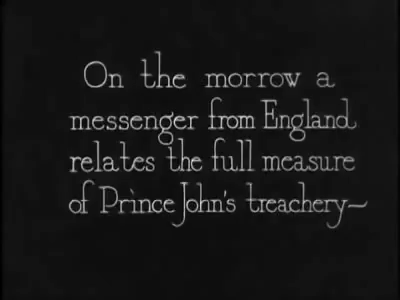 On the morrow a
messenger from England
relates the full measure
of Prince John's treachery—